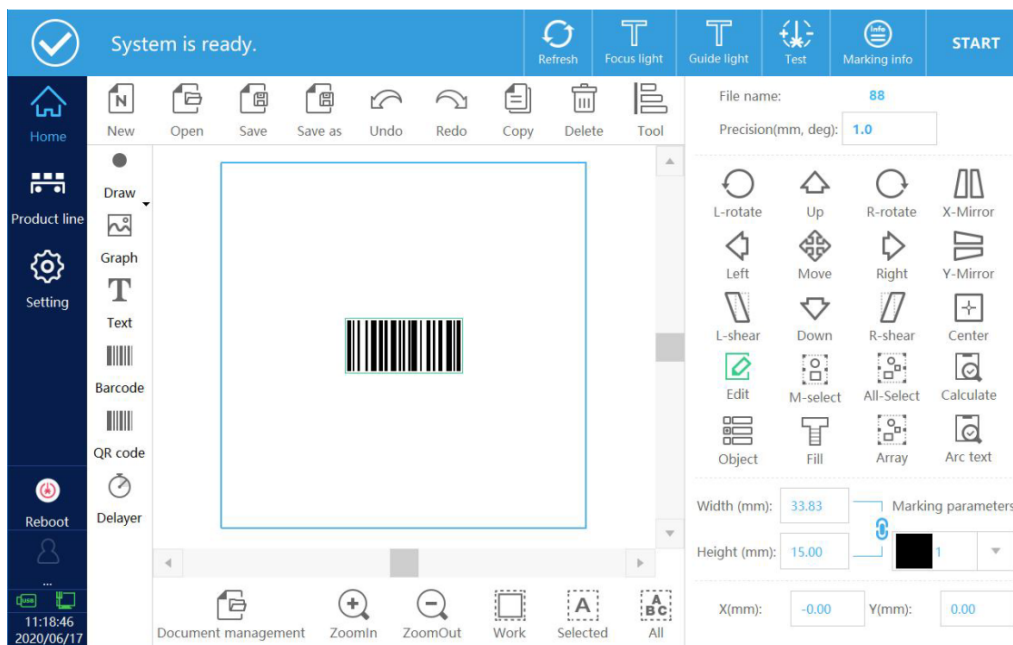 System is ready.
Refresh
Focus light
Guide light
Test
Info
Marking info
START
Home
Product line
Setting
Reboot
...
USB
11:18:46
2020/06/17
N
New
Open
Save
Save as
Undo
Redo
Copy
Delete
Tool
Draw
Graph
T
Text
Barcode
QR code
Delayer
Document management
ZoomIn
ZoomOut
Work
A
Selected
A
B C
All
File name: 88
Precision(mm, deg): 1.0
L-rotate Up R-rotate X-Mirror
Left Move Right Y-Mirror
L-shear Down R-shear Center
Edit M-select All-Select Calculate
Object Fill Array Arc text
Width (mm): 33.83 Marking parameters
Height (mm): 15.00 1
X(mm): -0.00 Y(mm): 0.00